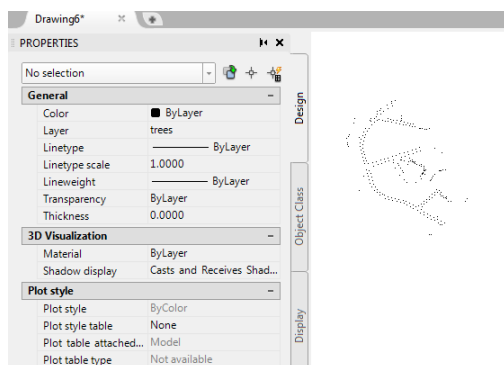 Drawing6*
PROPERTIES
No selection
General
Color ByLayer
Layer trees
Linetype ByLayer
Linetype scale 1.0000
Lineweight ByLayer
Transparency ByLayer
Thickness 0.0000
3D Visualization
Material ByLayer
Shadow display Casts and Receives Shad...
Plot style
Plot style ByColor
Plot style table None
Plot table attached... Model
Plot table type Not available
Design
Object Class
Display